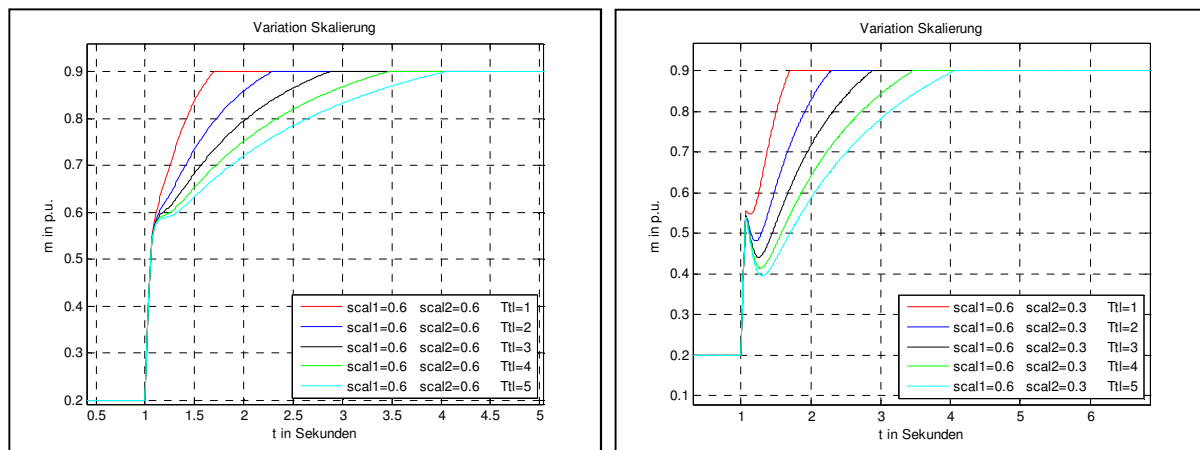 Variation Skalierung
m in p.u.
0.9
0.8
0.7
0.6
0.5
0.4
0.3
0.2
0.5 1 1.5 2 2.5 3 3.5 4 4.5 5
t in Sekunden
scal1=0.6 scal2=0.6 Ttl=1
scal1=0.6 scal2=0.6 Ttl=2
scal1=0.6 scal2=0.6 Ttl=3
scal1=0.6 scal2=0.6 Ttl=4
scal1=0.6 scal2=0.6 Ttl=5
Variation Skalierung
m in p.u.
0.9
0.8
0.7
0.6
0.5
0.4
0.3
0.2
0.1
1 2 3 4 5 6
t in Sekunden
scal1=0.6 scal2=0.3 Ttl=1
scal1=0.6 scal2=0.3 Ttl=2
scal1=0.6 scal2=0.3 Ttl=3
scal1=0.6 scal2=0.3 Ttl=4
scal1=0.6 scal2=0.3 Ttl=5